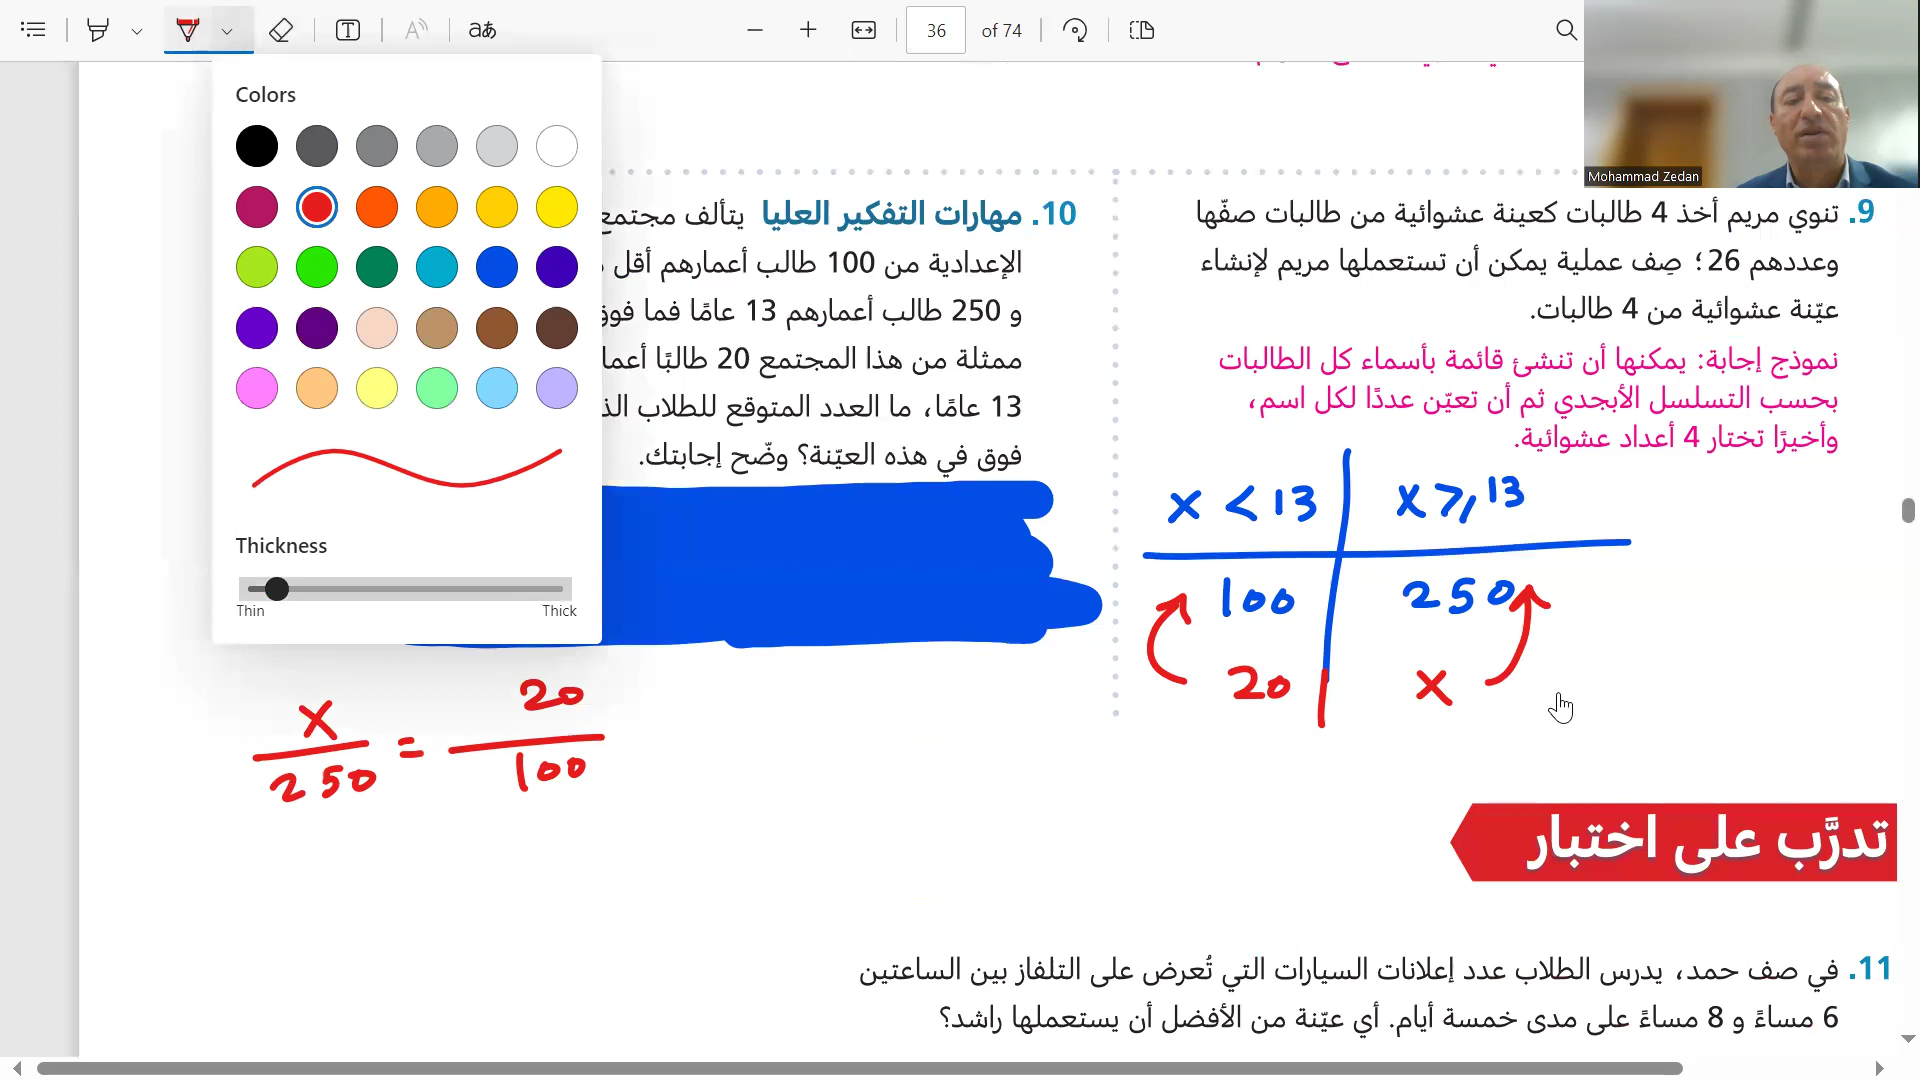 36 of 74
Colors
Thickness
Thin Thick
Mohammad Zedan
9. تنوي مريم أخذ 4 طالبات كعينة عشوائية من طالبات صفّها
وعددهم 26؛ صِف عملية يمكن أن تستعملها مريم لإنشاء
عيّنة عشوائية من 4 طالبات.
نموذج إجابة: يمكنها أن تنشئ قائمة بأسماء كل الطالبات
بحسب التسلسل الأبجدي ثم أن تعيّن عددًا لكل اسم،
وأخيرًا تختار 4 أعداد عشوائية.
x < 13 x ≥ 13
100 250
20 x
10. مهارات التفكير العليا يتألف مجتمع
الإعدادية من 100 طالب أعمارهم أقل
و 250 طالب أعمارهم 13 عامًا فما فوق
ممثلة من هذا المجتمع 20 طالبًا
13 عامًا، ما العدد المتوقع للطلاب
فوق في هذه العيّنة؟ وضّح إجابتك.
x/250 = 20/100
تدرَّب على اختبار
11. في صف حمد، يدرس الطلاب عدد إعلانات السيارات التي تُعرض على التلفاز بين الساعتين
6 مساءً و 8 مساءً على مدى خمسة أيام. أي عيّنة من الأفضل أن يستعملها راشد؟